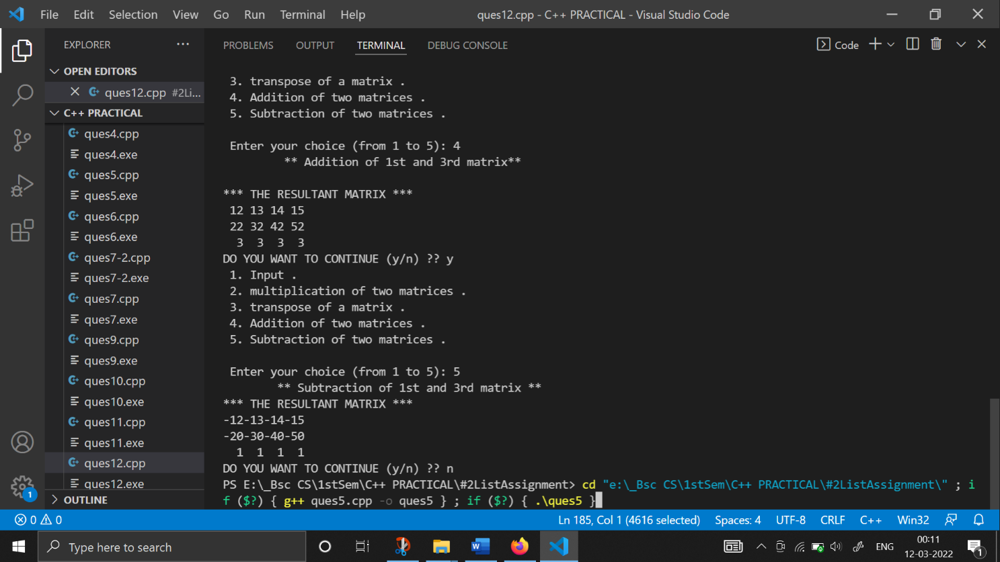 File Edit Selection View Go Run Terminal Help ques12.cpp - C++ PRACTICAL - Visual Studio Code
EXPLORER ...
OPEN EDITORS
ques12.cpp #2Li...
C++ PRACTICAL
ques4.cpp
ques4.exe
ques5.cpp
ques5.exe
ques6.cpp
ques6.exe
ques7-2.cpp
ques7-2.exe
ques7.cpp
ques7.exe
ques9.cpp
ques9.exe
ques10.cpp
ques10.exe
ques11.cpp
ques11.exe
ques12.cpp
ques12.exe
OUTLINE
1
PROBLEMS OUTPUT TERMINAL DEBUG CONSOLE Code
3. transpose of a matrix .
4. Addition of two matrices .
5. Subtraction of two matrices .
Enter your choice (from 1 to 5): 4
** Addition of 1st and 3rd matrix**
*** THE RESULTANT MATRIX ***
12 13 14 15
22 32 42 52
3 3 3 3
DO YOU WANT TO CONTINUE (y/n) ?? y
1. Input .
2. multiplication of two matrices .
3. transpose of a matrix .
4. Addition of two matrices .
5. Subtraction of two matrices .
Enter your choice (from 1 to 5): 5
** Subtraction of 1st and 3rd matrix **
*** THE RESULTANT MATRIX ***
-12-13-14-15
-20-30-40-50
1 1 1 1
DO YOU WANT TO CONTINUE (y/n) ?? n
PS E:\_Bsc CS\1stSem\C++ PRACTICAL\#2ListAssignment> cd "e:\_Bsc CS\1stSem\C++ PRACTICAL\#2ListAssignment\" ; i
f ($?) { g++ ques5.cpp -o ques5 } ; if ($?) { .\ques5 }
0 0 Ln 185, Col 1 (4616 selected) Spaces: 4 UTF-8 CRLF C++ Win32
Type here to search ENG 00:11
12-03-2022 1